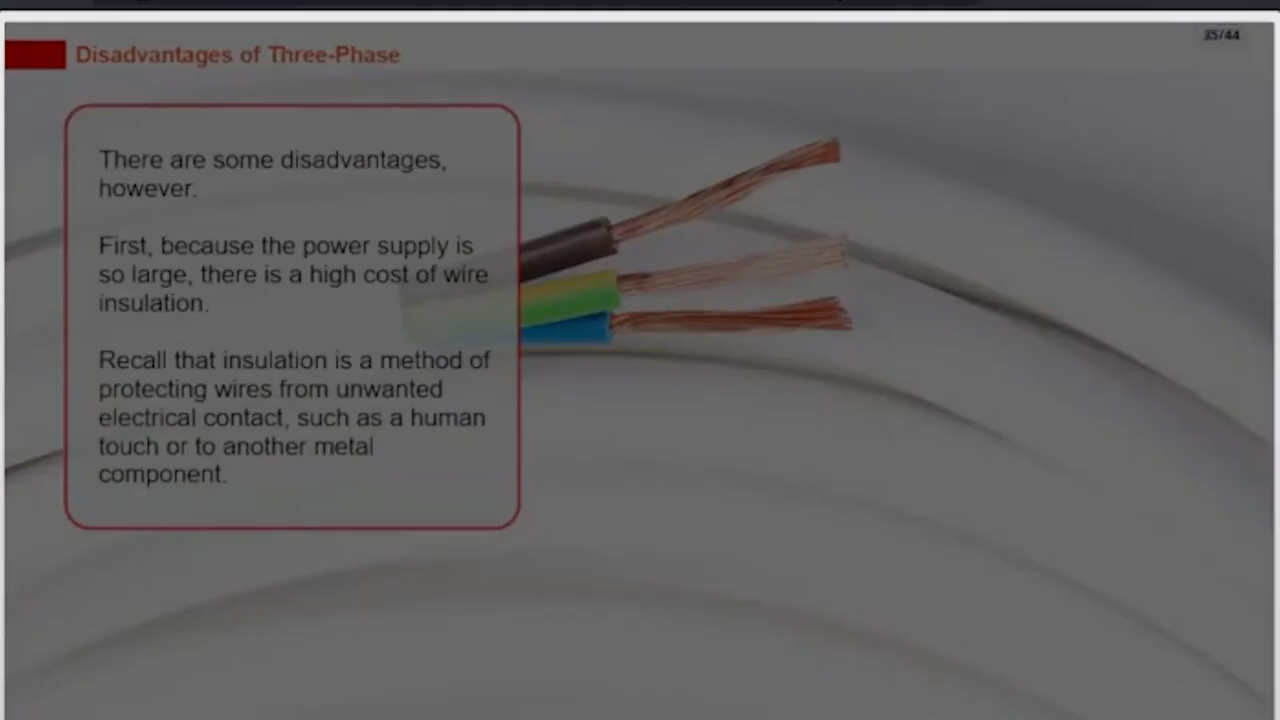 35/44
Disadvantages of Three-Phase
There are some disadvantages,
however.
First, because the power supply is
so large, there is a high cost of wire
insulation.
Recall that insulation is a method of
protecting wires from unwanted
electrical contact, such as a human
touch or to another metal
component.